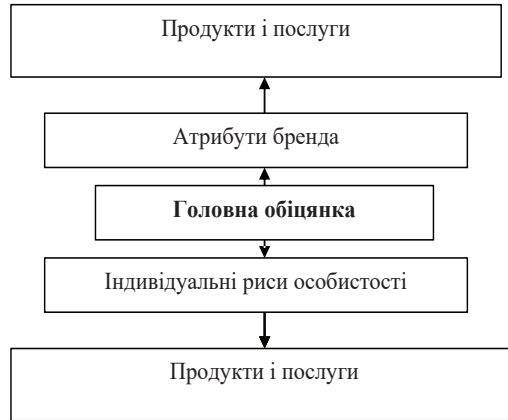 Продукти і послуги
Атрибути бренда
Головна обіцянка
Індивідуальні риси особистості
Продукти і послуги